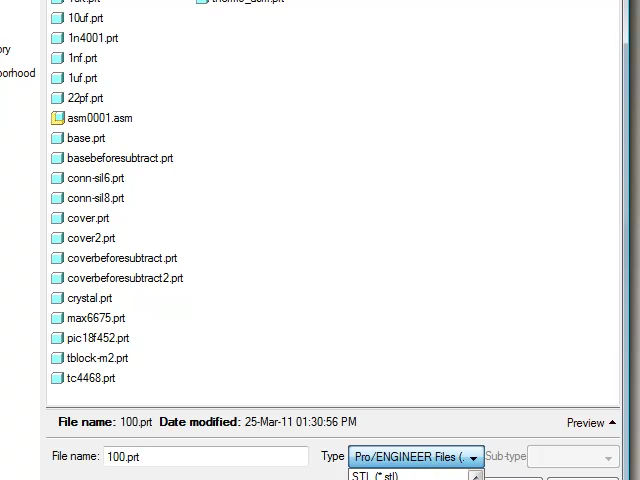 10uf.prt
1n4001.prt
1nf.prt
1uf.prt
22pf.prt
asm0001.asm
base.prt
basebeforesubtract.prt
conn-sil6.prt
conn-sil8.prt
cover.prt
cover2.prt
coverbeforesubtract.prt
coverbeforesubtract2.prt
crystal.prt
max6675.prt
pic18f452.prt
tblock-m2.prt
tc4468.prt
File name: 100.prt Date modified: 25-Mar-11 01:30:56 PM
Preview
File name: 100.prt Type Pro/ENGINEER Files (. Sub-type
STL (*.stl)